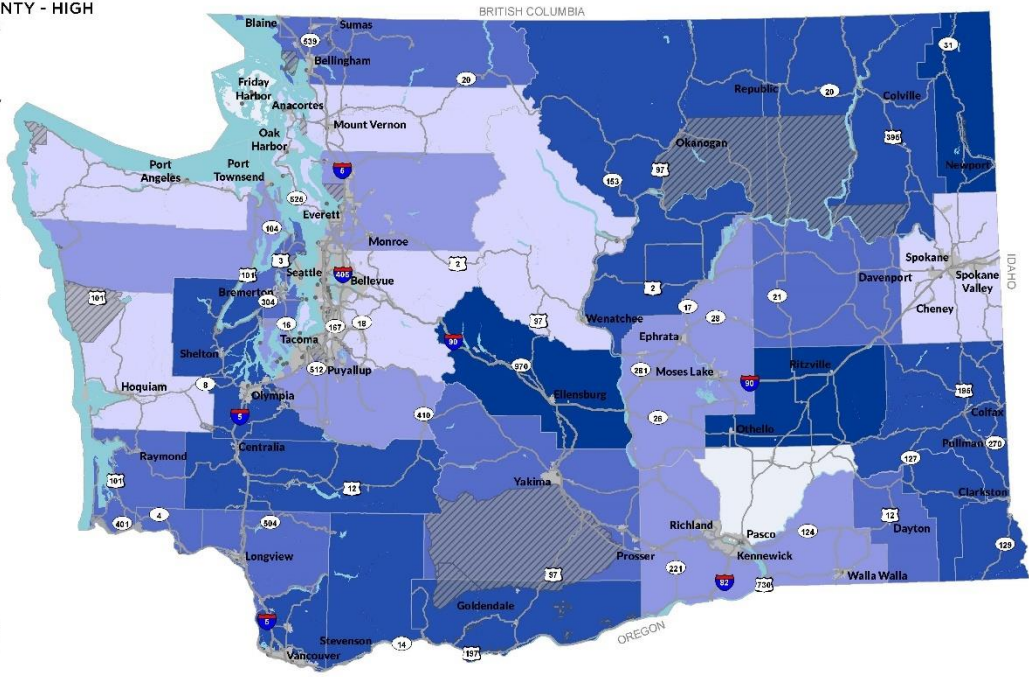 NTY - HIGH
BRITISH COLUMBIA
Blaine
Sumas
539
Bellingham
20
31
Friday
Harbor
Anacortes
Republic
20
Colville
Mount Vernon
395
Oak
Harbor
Okanogan
Port
Angeles
Port
Townsend
5
97
153
Newport
525
Everett
104
Monroe
3
2
101
Seattle
405
Bellevue
Spokane
Spokane
Valley
IDAHO
Davenport
Bremerton
304
101
2
17
21
Cheney
16
167
18
97
Wenatchee
28
Tacoma
Ephrata
Shelton
90
512
Puyallup
970
281
Moses Lake
90
Ritzville
Hoquiam
8
Olympia
Ellensburg
195
5
410
26
Colfax
Othello
Pullman
270
Centralia
Raymond
127
101
12
Yakima
Clarkston
401
4
504
Richland
Pasco
124
12
Dayton
Longview
Prosser
Kennewick
129
97
221
82
730
Walla Walla
Goldendale
5
OREGON
Stevenson
14
197
Vancouver